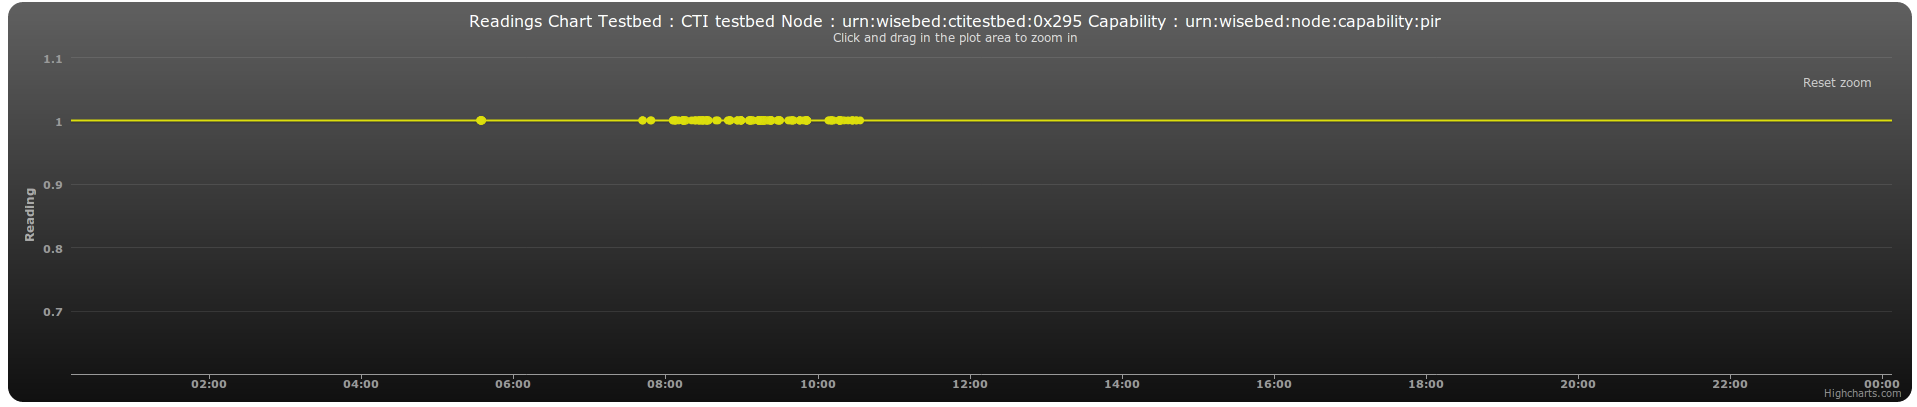 Readings Chart Testbed : CTI testbed Node : urn:wisebed:ctitestbed:0x295 Capability : urn:wisebed:node:capability:pir
Click and drag in the plot area to zoom in
Reset zoom
1.1
1
0.9
0.8
0.7
Reading
02:00 04:00 06:00 08:00 10:00 12:00 14:00 16:00 18:00 20:00 22:00 00:00
Highcharts.com